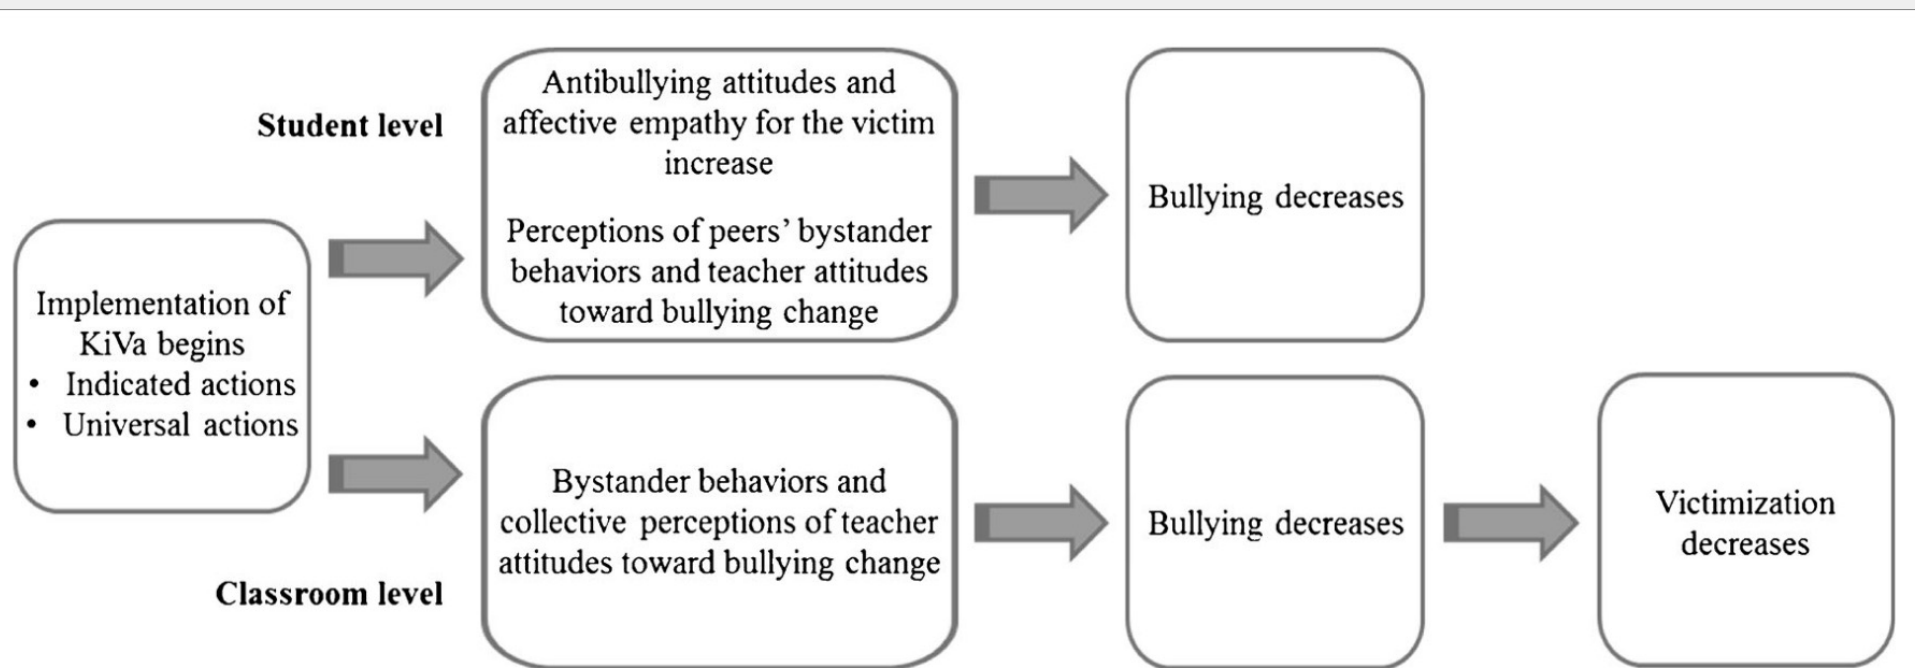 Student level
Antibullying attitudes and
affective empathy for the victim
increase
Perceptions of peers’ bystander
behaviors and teacher attitudes
toward bullying change
Bullying decreases
Implementation of
KiVa begins
• Indicated actions
• Universal actions
Classroom level
Bystander behaviors and
collective perceptions of teacher
attitudes toward bullying change
Bullying decreases
Victimization
decreases